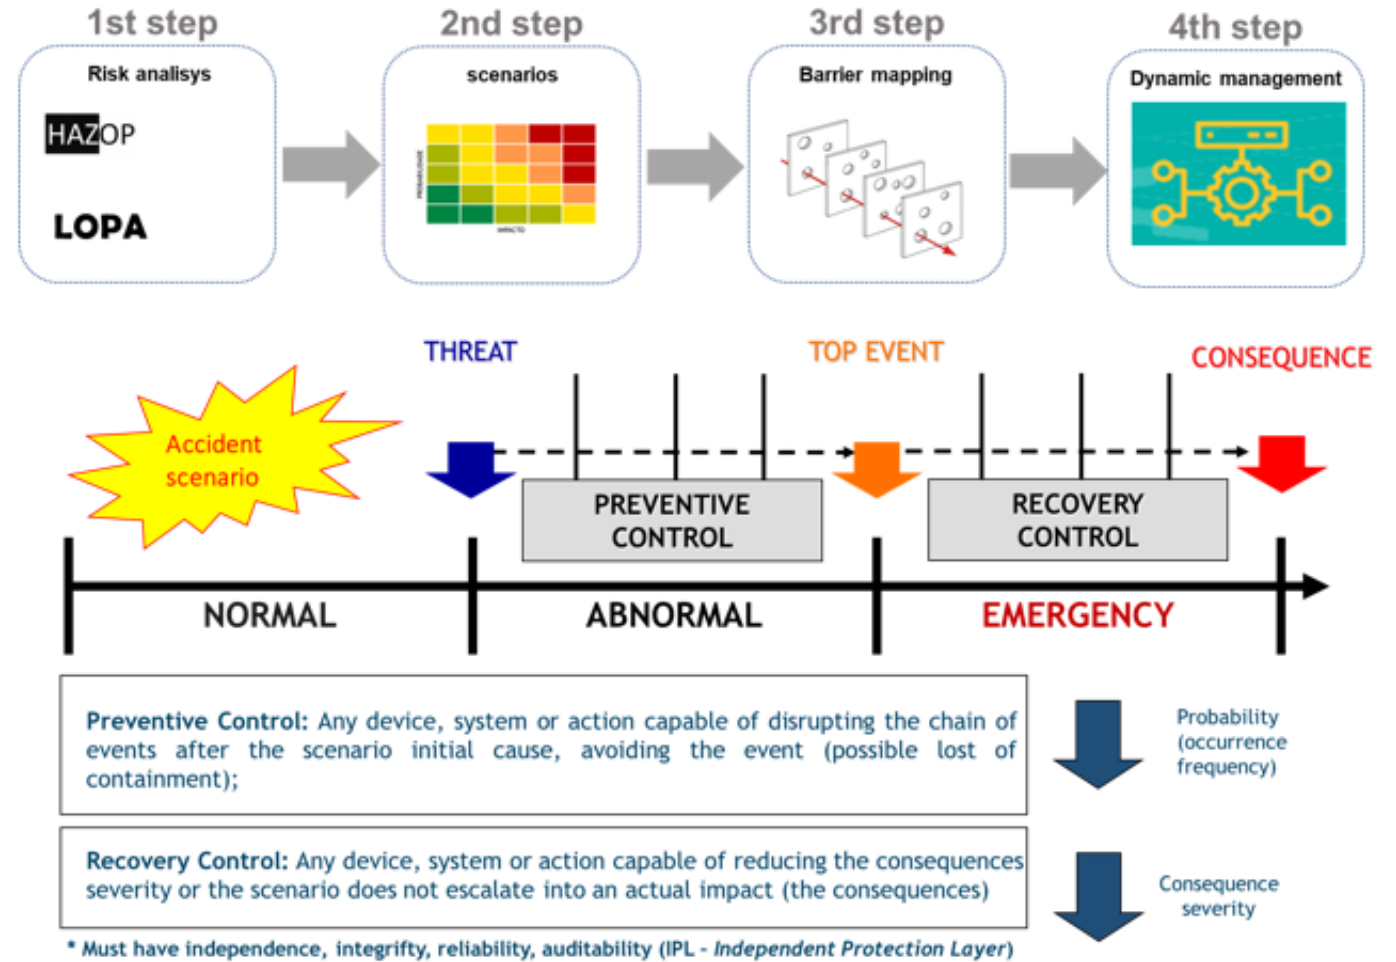 1st step
2nd step
3rd step
4th step
Risk analisys
scenarios
Barrier mapping
Dynamic management
HAZOP
LOPA
PROBABILIDADE
IMPACTO
THREAT
TOP EVENT
CONSEQUENCE
Accident
scenario
PREVENTIVE
CONTROL
RECOVERY
CONTROL
NORMAL
ABNORMAL
EMERGENCY
Preventive Control: Any device, system or action capable of disrupting the chain of
events after the scenario initial cause, avoiding the event (possible lost of
containment);
Probability
(occurrence
frequency)
Recovery Control: Any device, system or action capable of reducing the consequences
severity or the scenario does not escalate into an actual impact (the consequences)
Consequence
severity
* Must have independence, integrifty, reliability, auditability (IPL - Independent Protection Layer)